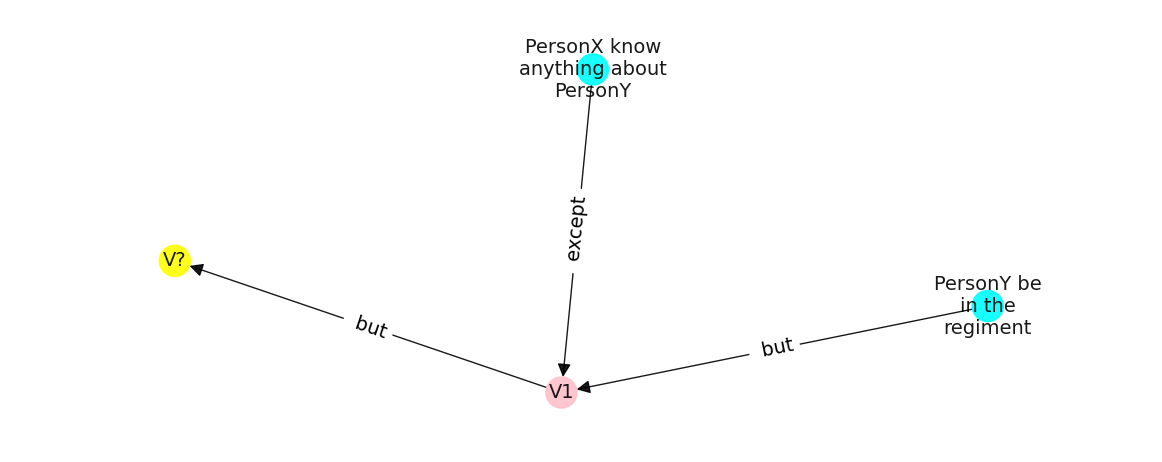 PersonX know
anything about
PersonY
except
V?
PersonY be
in the
regiment
but
but
V1